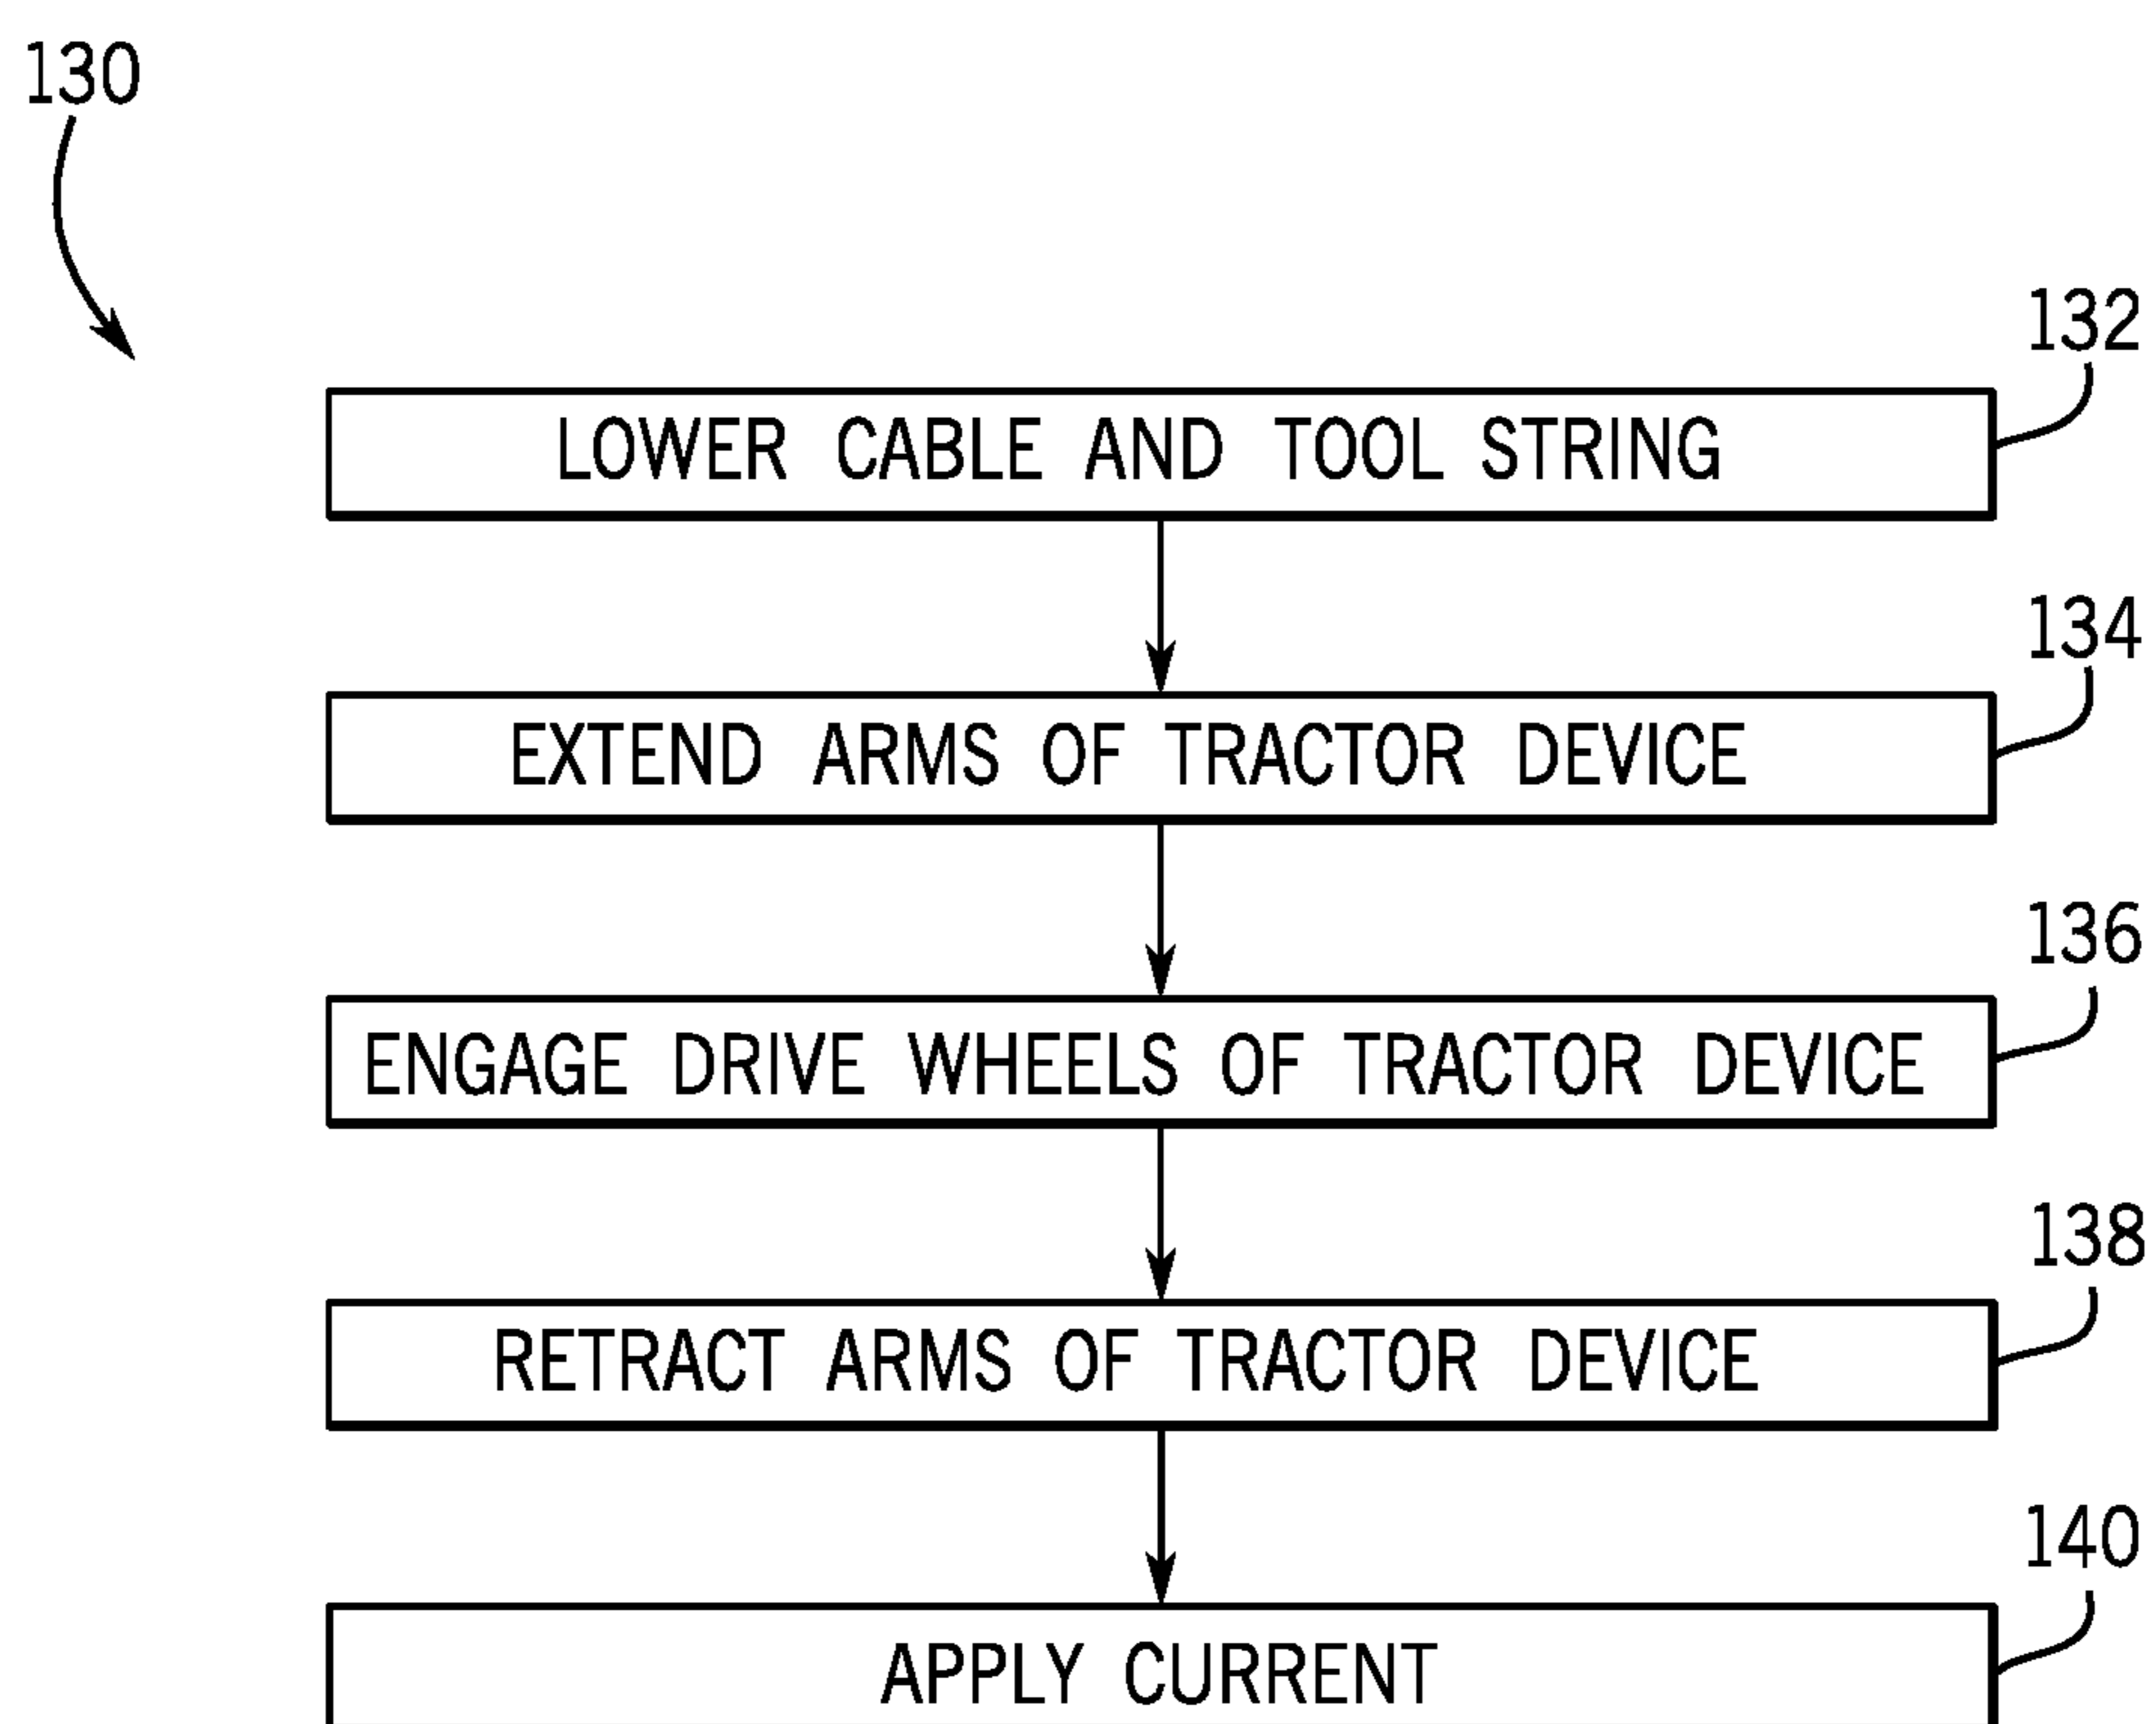 130
132
LOWER CABLE AND TOOL STRING
134
EXTEND ARMS OF TRACTOR DEVICE
136
ENGAGE DRIVE WHEELS OF TRACTOR DEVICE
138
RETRACT ARMS OF TRACTOR DEVICE
140
APPLY CURRENT